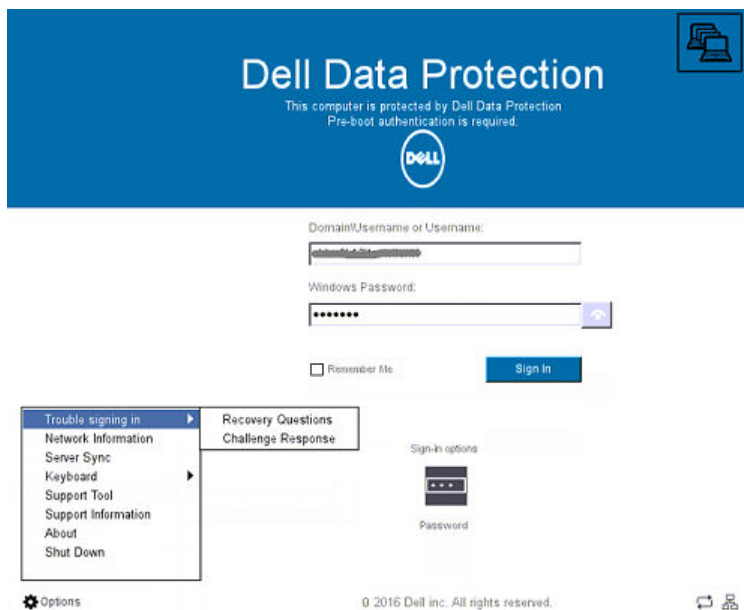 Dell Data Protection
This computer is protected by Dell Data Protection
Pre-boot authentication is required.
DELL
Domain\Username or Username:
Windows Password:
Remember Me
Sign In
Trouble signing in
Network Information
Server Sync
Keyboard
Support Tool
Support Information
About
Shut Down
Recovery Questions
Challenge Response
Sign-in options
Password
Options
© 2016 Dell inc. All rights reserved.